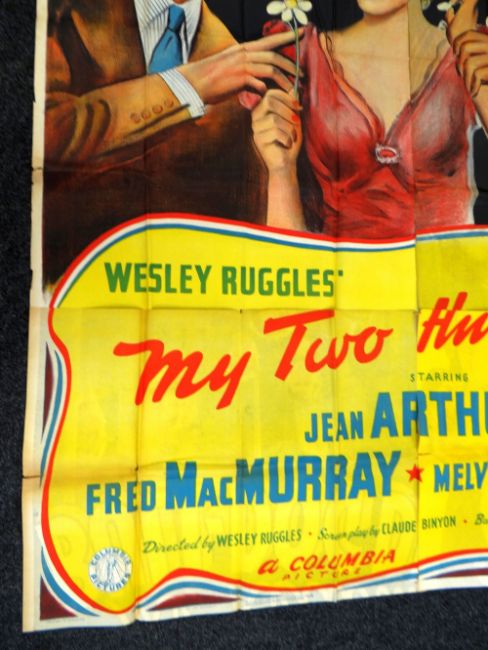 WESLEY RUGGLES'
My Two Hu
STARRING
JEAN ARTHU
FRED MACMURRAY ★ MELV
Directed by WESLEY RUGGLES · Screen play by CLAUDE BINYON · Ba
a COLUMBIA
PICTURE
COLUMBIA
PICTURES